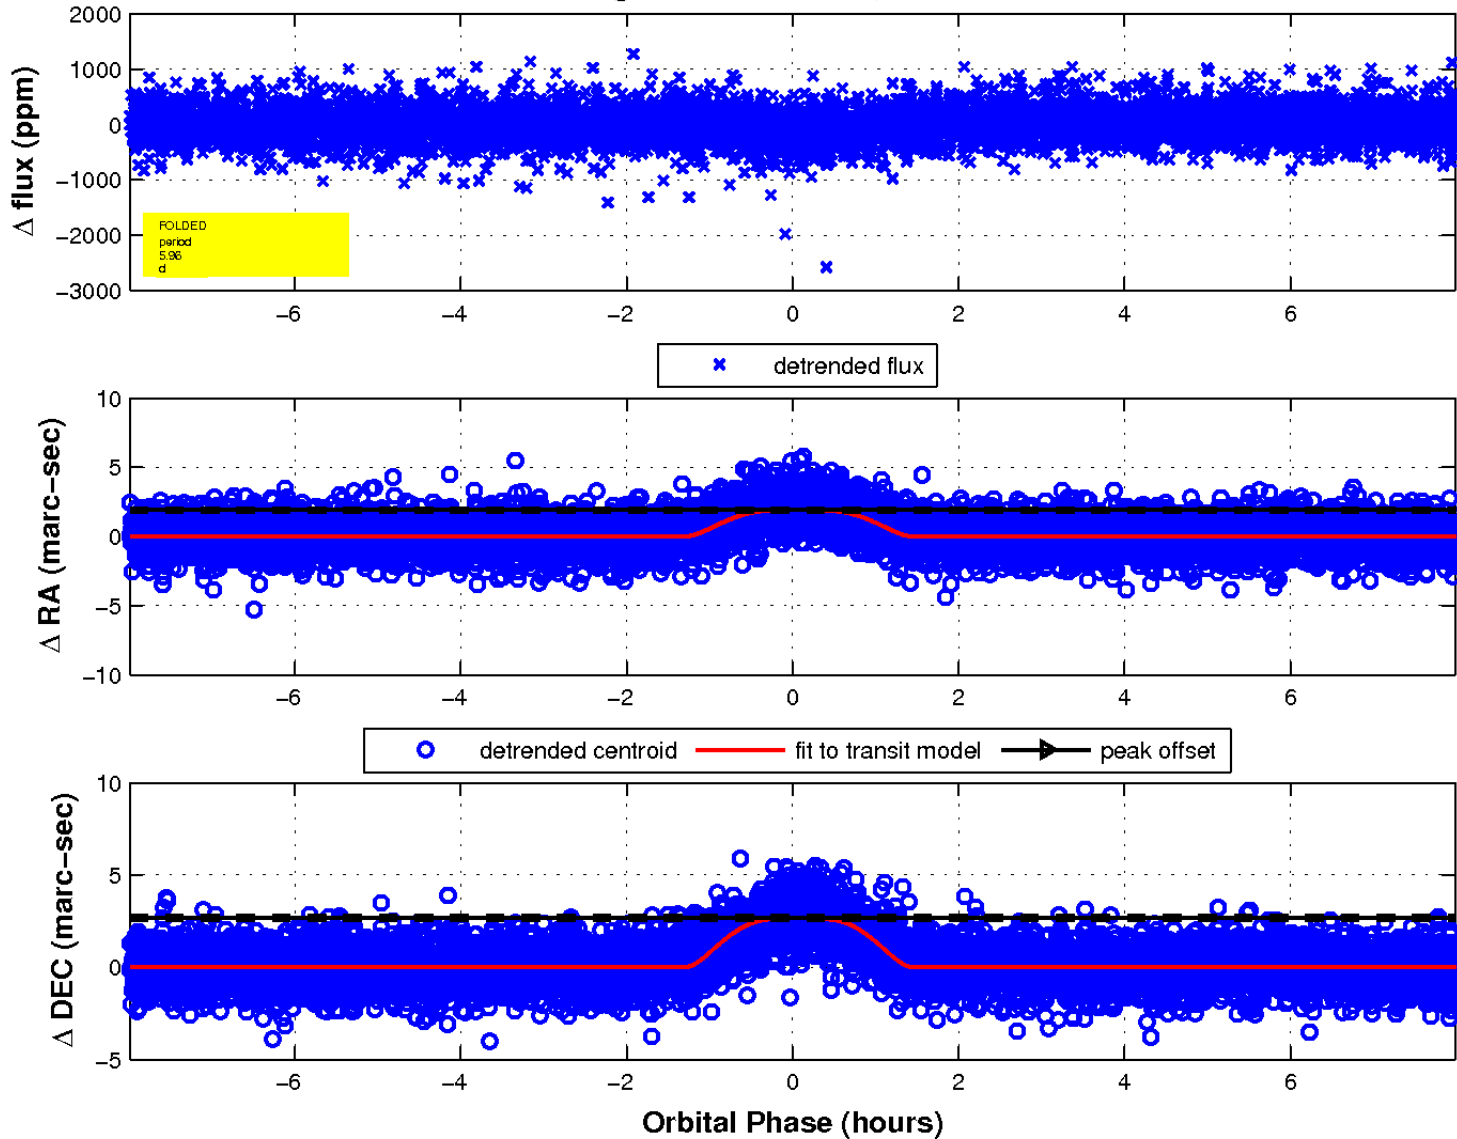 2000
1000
0
−1000
−2000
−3000
Δ flux (ppm)
FOLDED
period
5.96
d
−6 −4 −2 0 2 4 6
detrended flux
10
5
0
−5
−10
Δ RA (marc−sec)
−6 −4 −2 0 2 4 6
detrended centroid fit to transit model peak offset
10
5
0
−5
Δ DEC (marc−sec)
−6 −4 −2 0 2 4 6
Orbital Phase (hours)